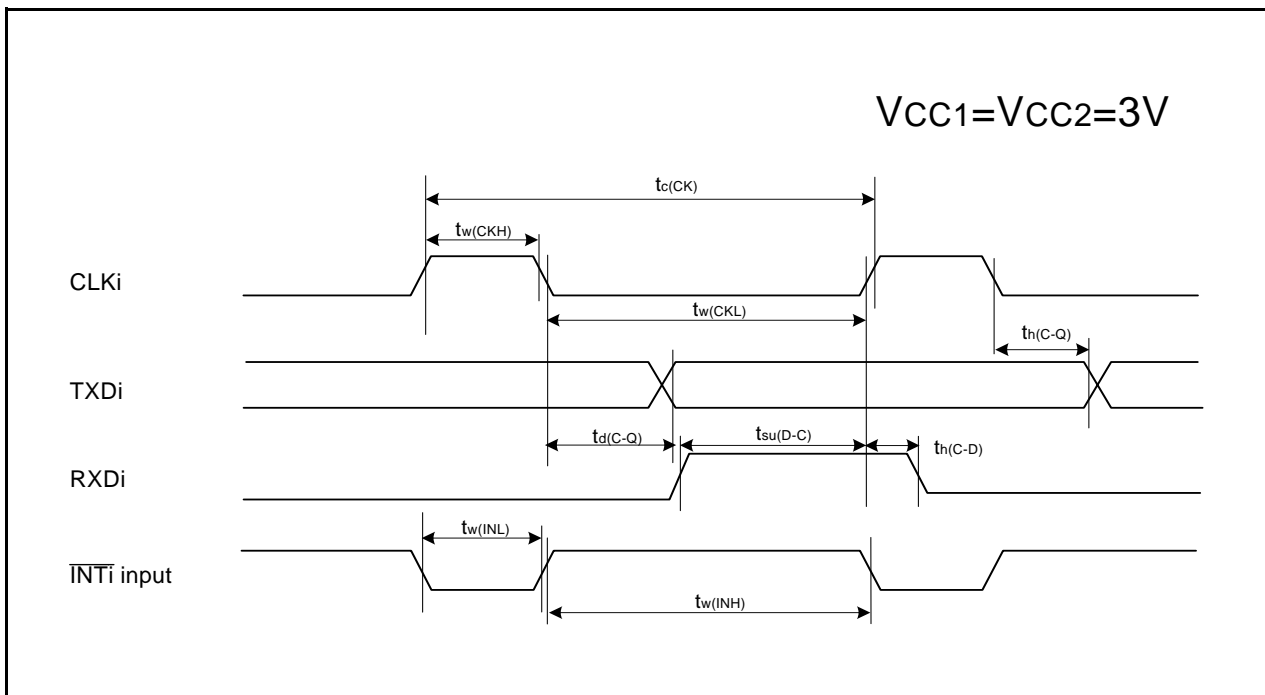 VCC1=VCC2=3V
tc(CK)
tw(CKH)
CLKi
tw(CKL)
th(C-Q)
TXDi
td(C-Q)
tsu(D-C)
th(C-D)
RXDi
tw(INL)
INTi input
tw(INH)